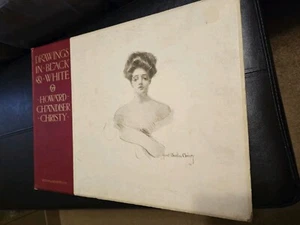 DRAWINGS
IN·BLACK
& WHITE
HOWARD
CHANDLER
·CHRISTY·